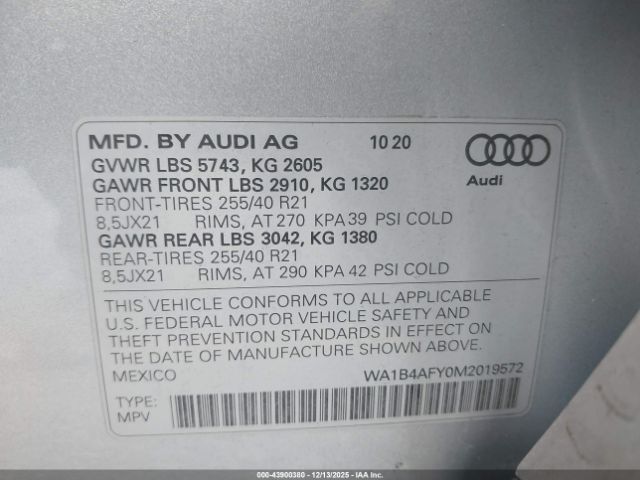 MFD. BY AUDI AG 10 20
GVWR LBS 5743, KG 2605
GAWR FRONT LBS 2910, KG 1320
FRONT-TIRES 255/40 R21
8,5JX21 RIMS, AT 270 KPA 39 PSI COLD
GAWR REAR LBS 3042, KG 1380
REAR-TIRES 255/40 R21
8,5JX21 RIMS, AT 290 KPA 42 PSI COLD
Audi
THIS VEHICLE CONFORMS TO ALL APPLICABLE
U.S. FEDERAL MOTOR VEHICLE SAFETY AND
THEFT PREVENTION STANDARDS IN EFFECT ON
THE DATE OF MANUFACTURE SHOWN ABOVE.
MEXICO WA1B4AFY0M2019572
TYPE:
MPV
000-43900380 - 12/13/2025 - IAA Inc.